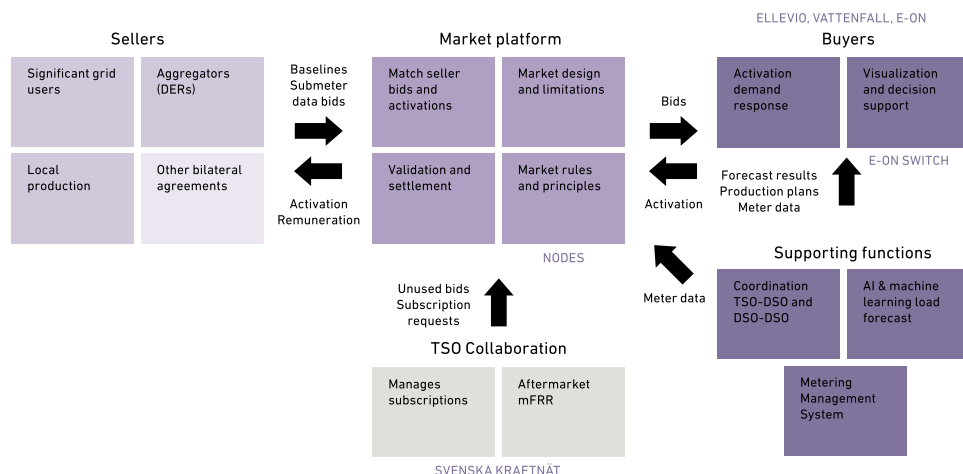 ELLEVIO, VATTENFALL, E-ON
Sellers
Market platform
Buyers
Significant grid
users
Aggregators
(DERs)
Local
production
Other bilateral
agreements
Baselines
Submeter
data bids
Activation
Remuneration
Match seller
bids and
activations
Market design
and limitations
Validation and
settlement
Market rules
and principles
NODES
Bids
Activation
Activation
demand
response
Visualization
and decision
support
E-ON SWITCH
Forecast results
Production plans
Meter data
Supporting functions
Meter data
Coordination
TSO-DSO and
DSO-DSO
AI & machine
learning load
forecast
Metering
Management
System
Unused bids
Subscription
requests
TSO Collaboration
Manages
subscriptions
Aftermarket
mFRR
SVENSKA KRAFTNÄT